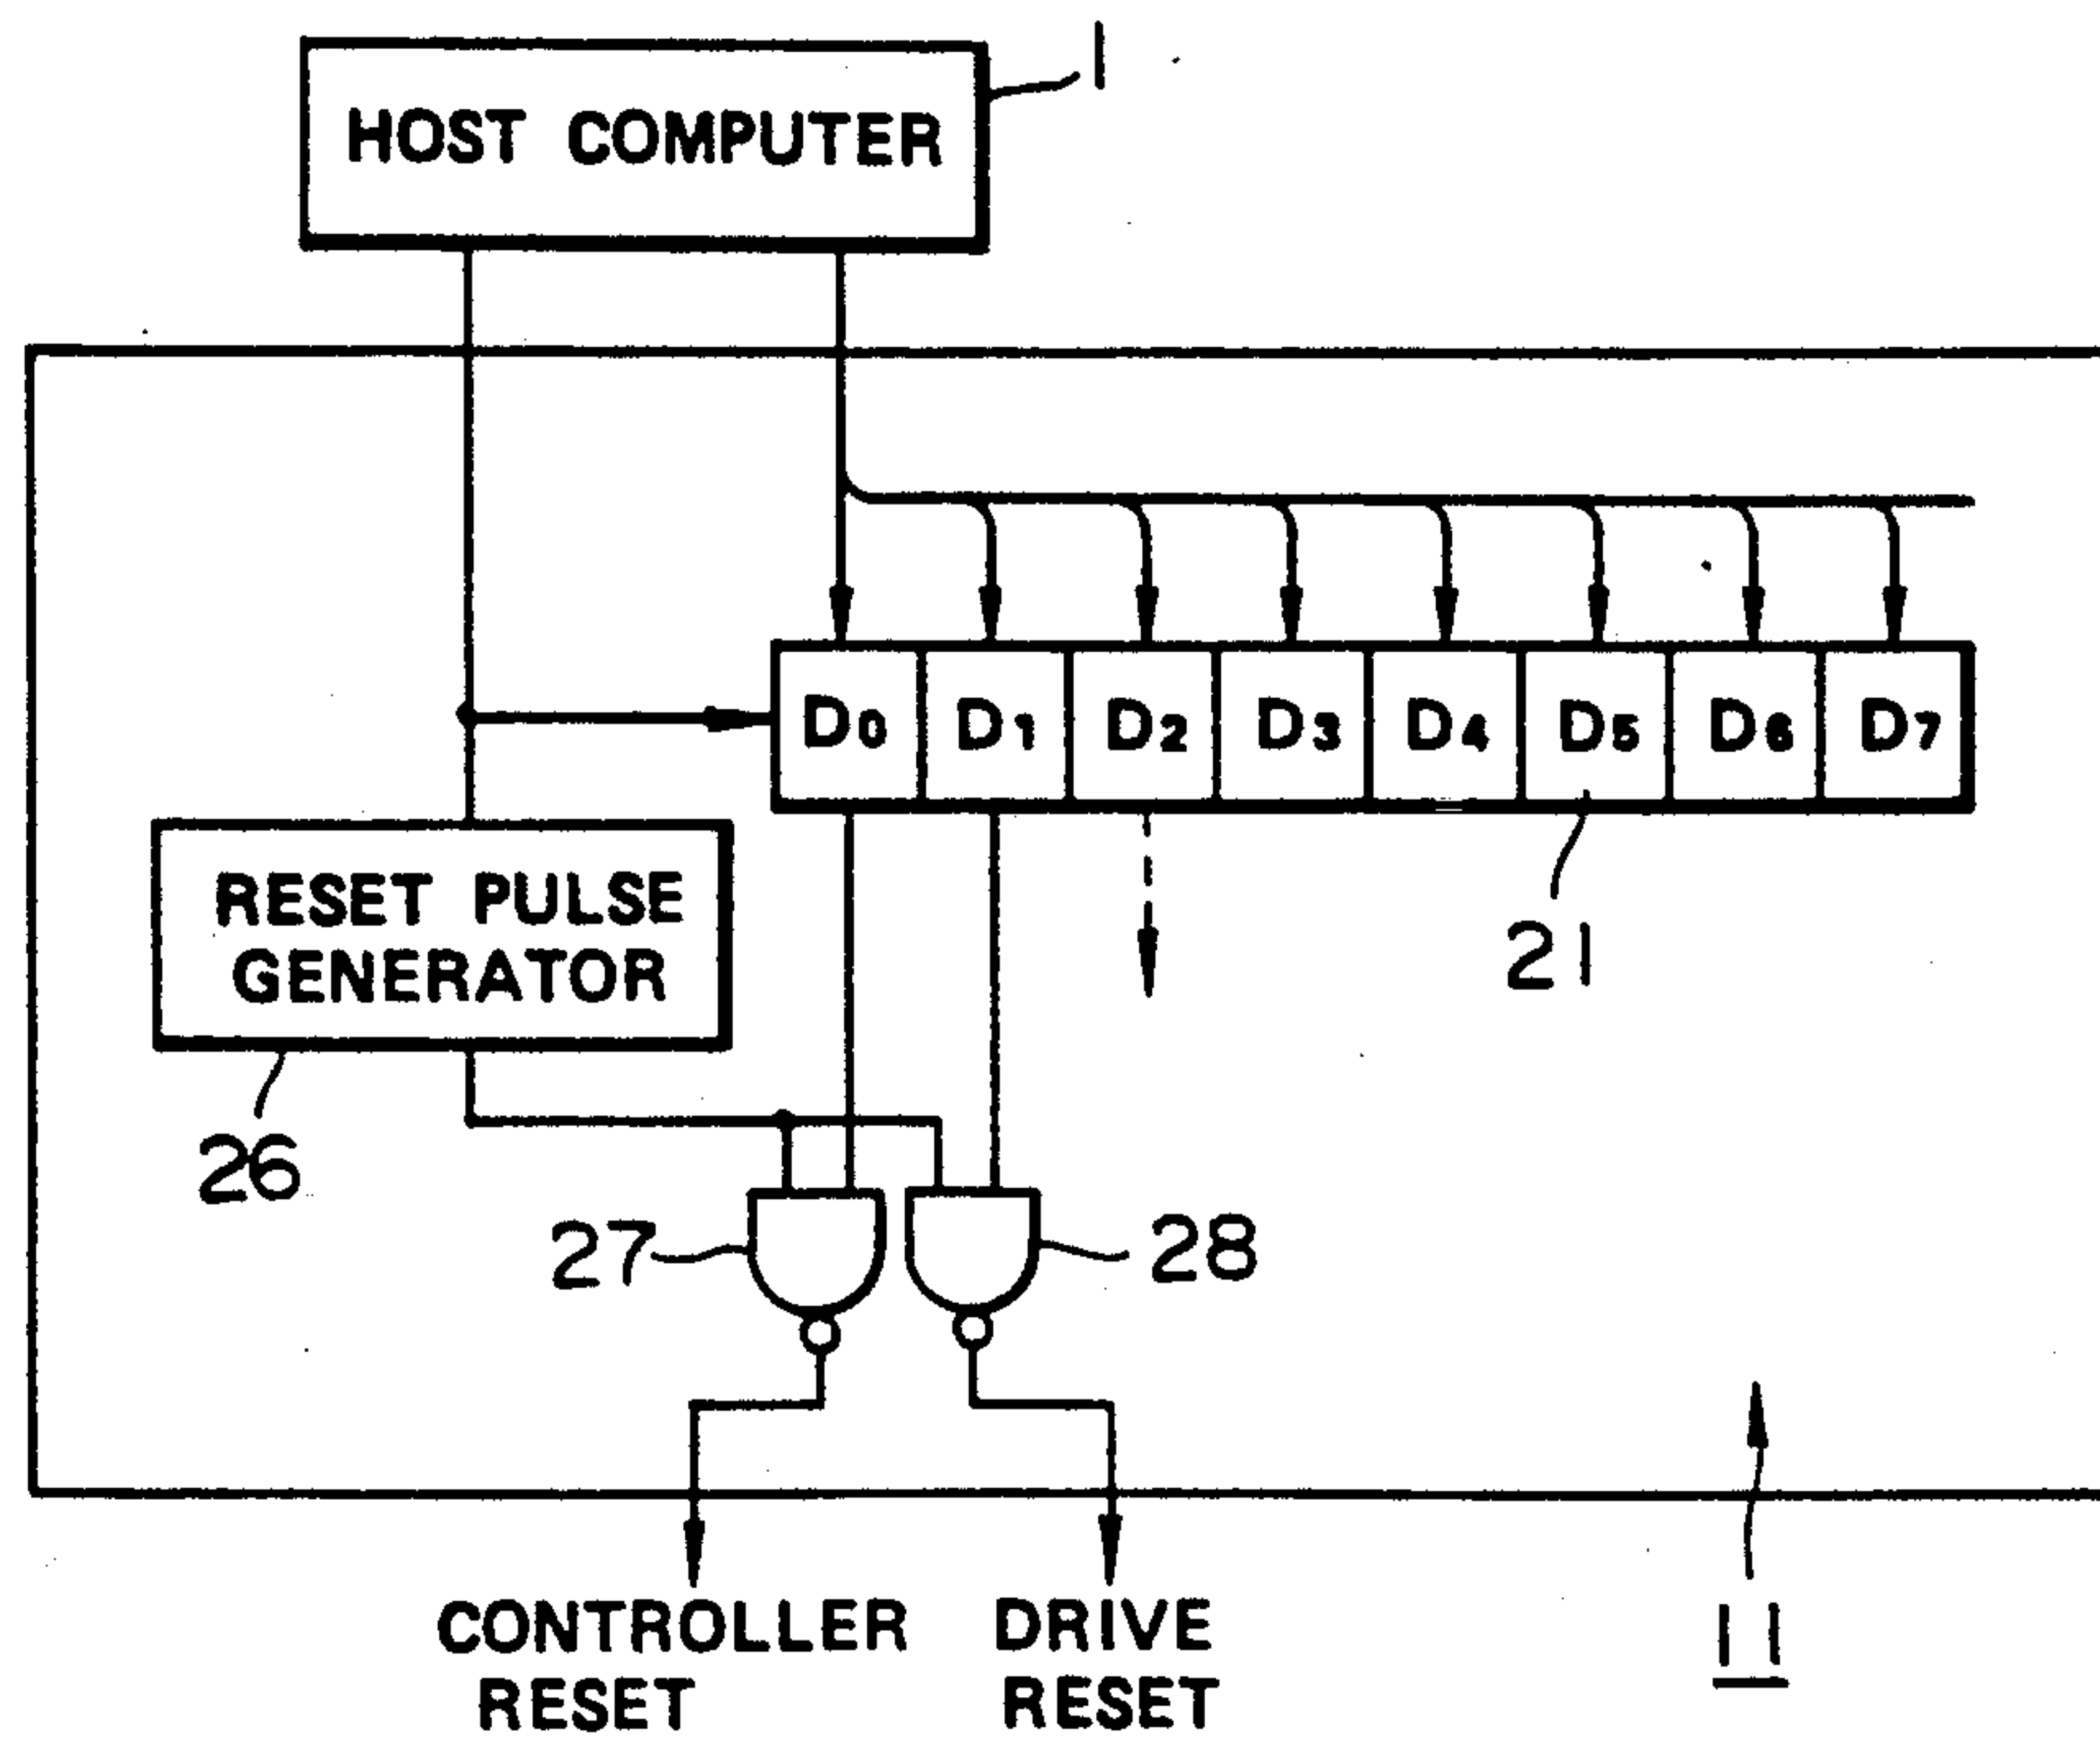 1
HOST COMPUTER
D0 D1 D2 D3 D4 D5 D6 D7
RESET PULSE
GENERATOR
21
26
27
28
CONTROLLER
RESET
DRIVE
RESET
11